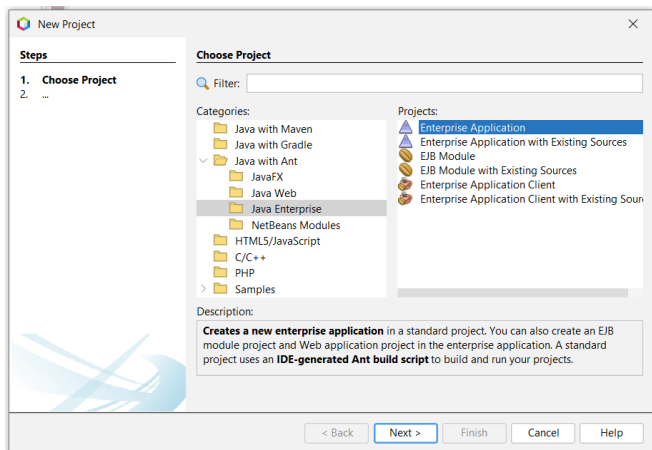 New Project
Steps
1. Choose Project
2. ...
Choose Project
Filter:
Categories:
Java with Maven
Java with Gradle
Java with Ant
JavaFX
Java Web
Java Enterprise
NetBeans Modules
HTML5/JavaScript
C/C++
PHP
Samples
Projects:
Enterprise Application
Enterprise Application with Existing Sources
EJB Module
EJB Module with Existing Sources
Enterprise Application Client
Enterprise Application Client with Existing Sour
Description:
Creates a new enterprise application in a standard project. You can also create an EJB
module project and Web application project in the enterprise application. A standard
project uses an IDE-generated Ant build script to build and run your projects.
< Back
Next >
Finish
Cancel
Help